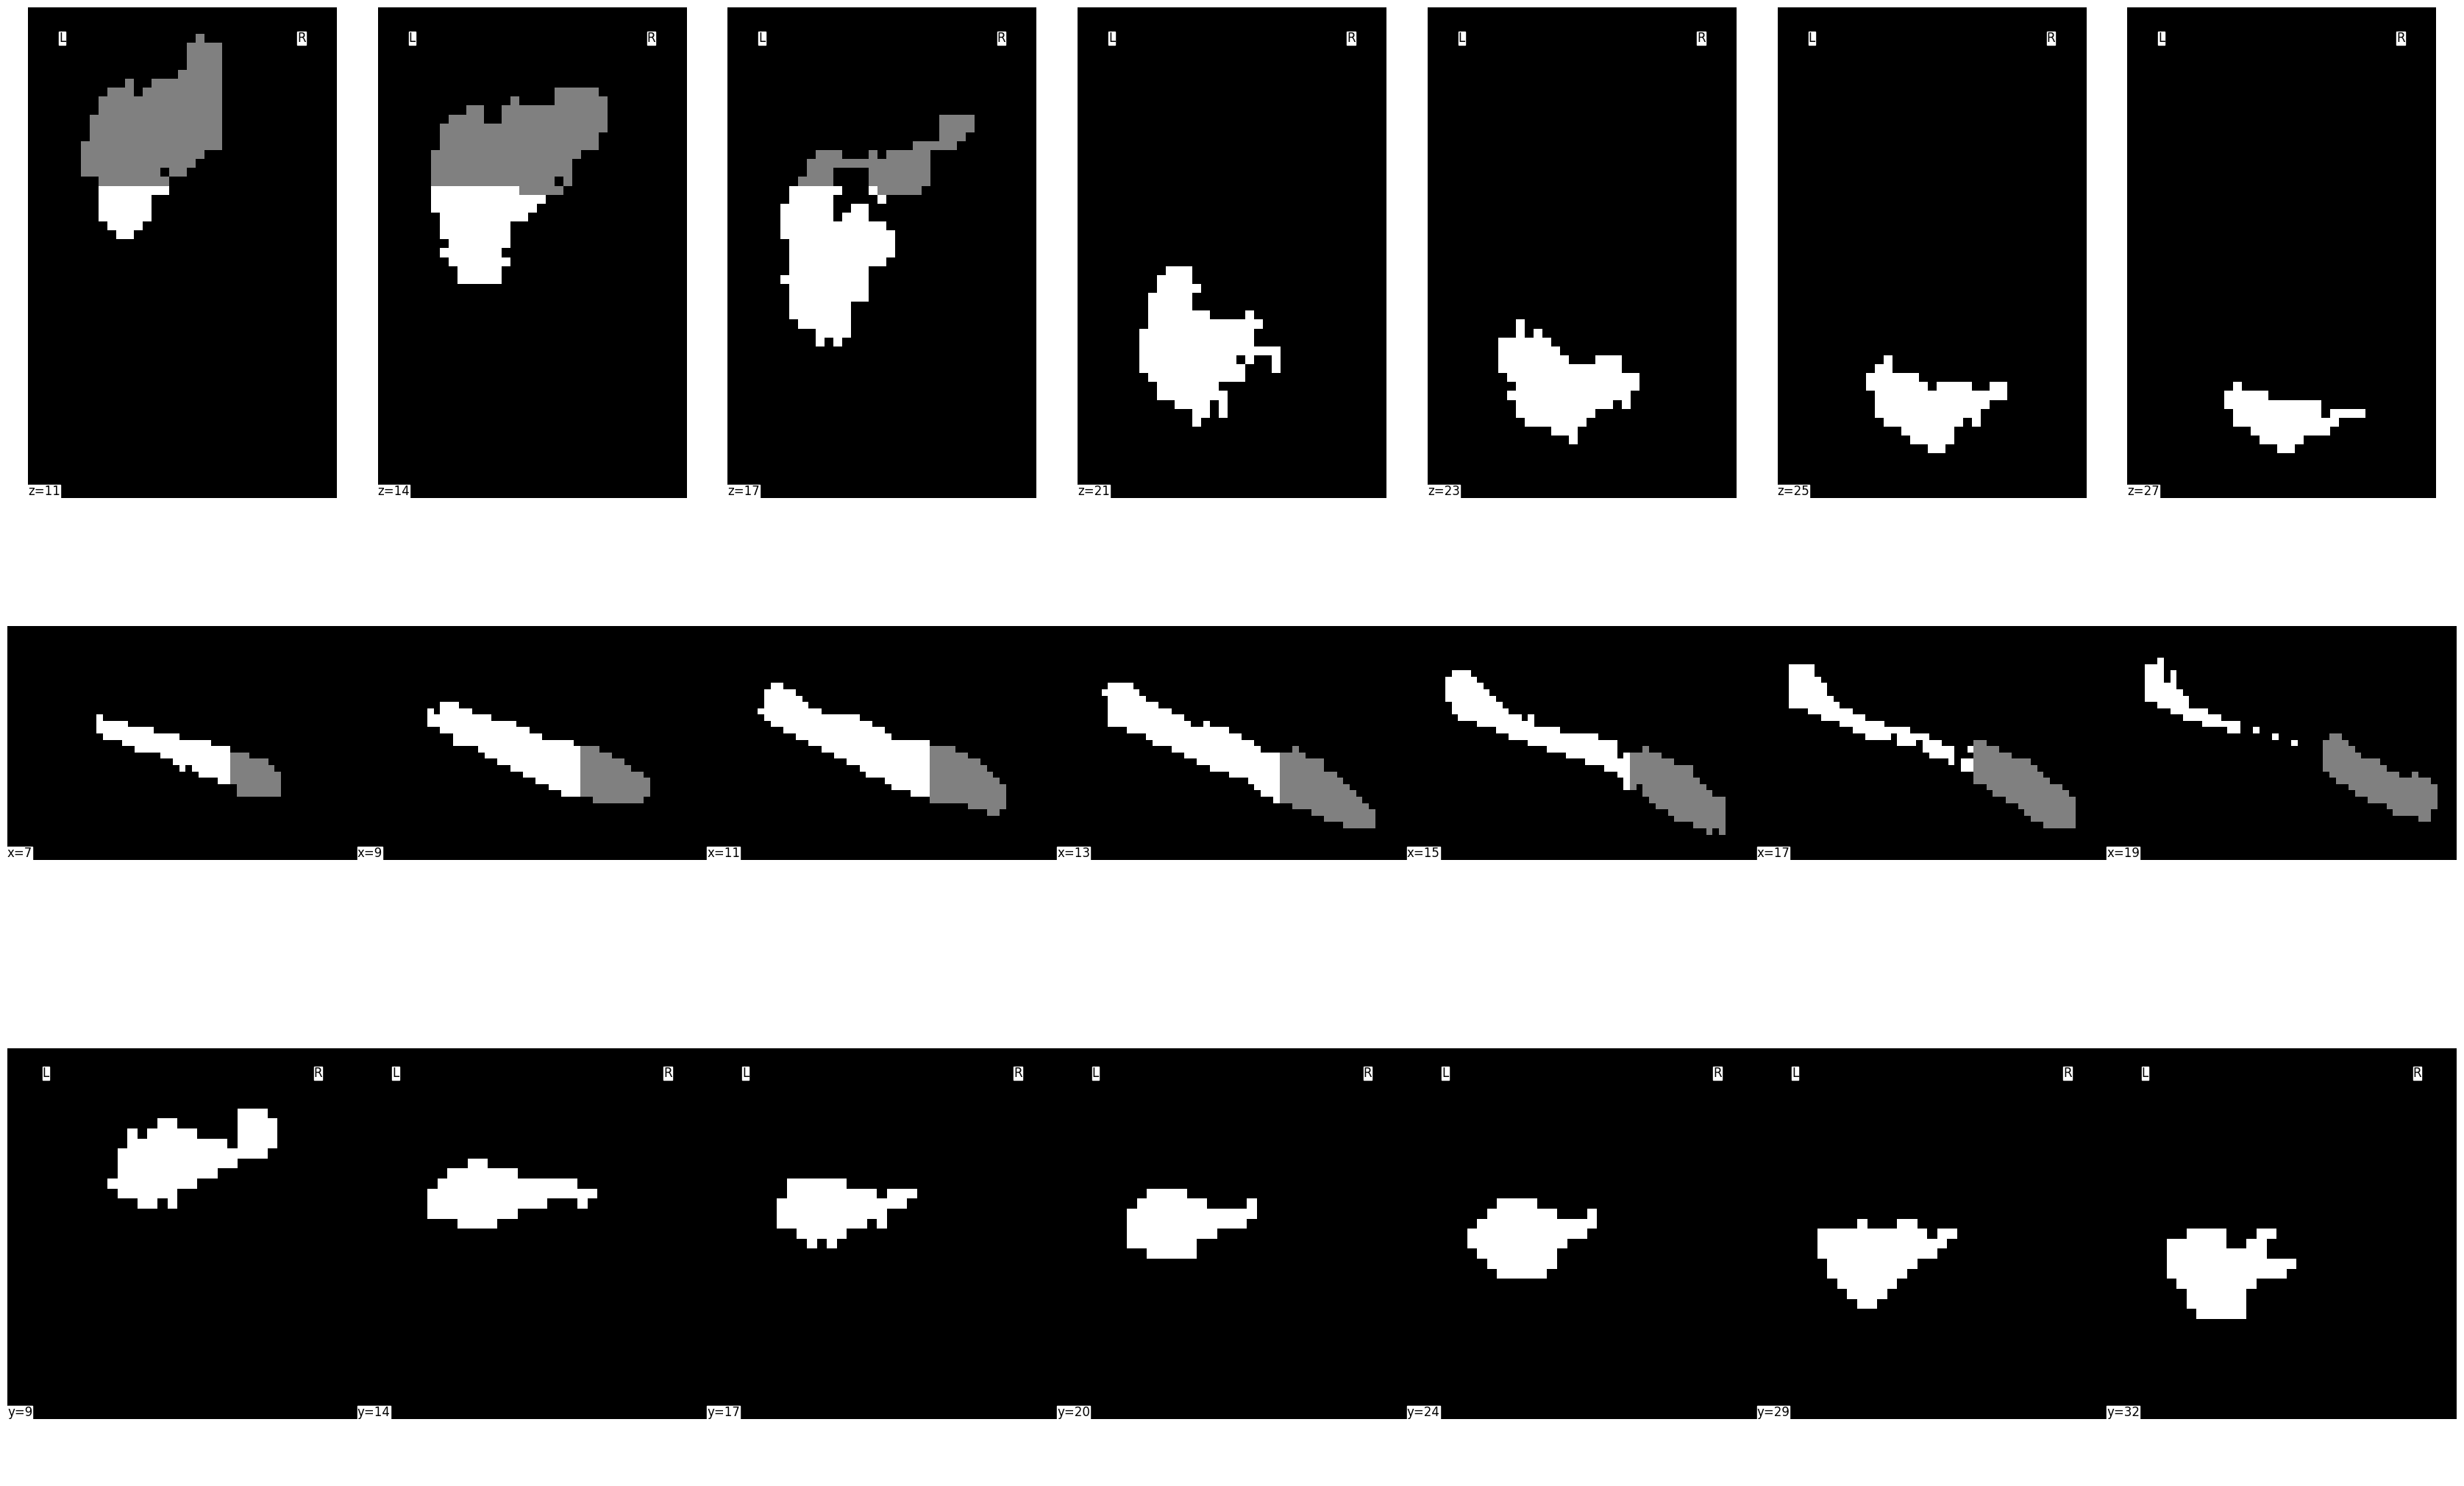 L R L R L R L R L R L R L R
z=11 z=14 z=17 z=21 z=23 z=25 z=27
x=7 x=9 x=11 x=13 x=15 x=17 x=19
L R L R L R L R L R L R L R
y=9 y=14 y=17 y=20 y=24 y=29 y=32